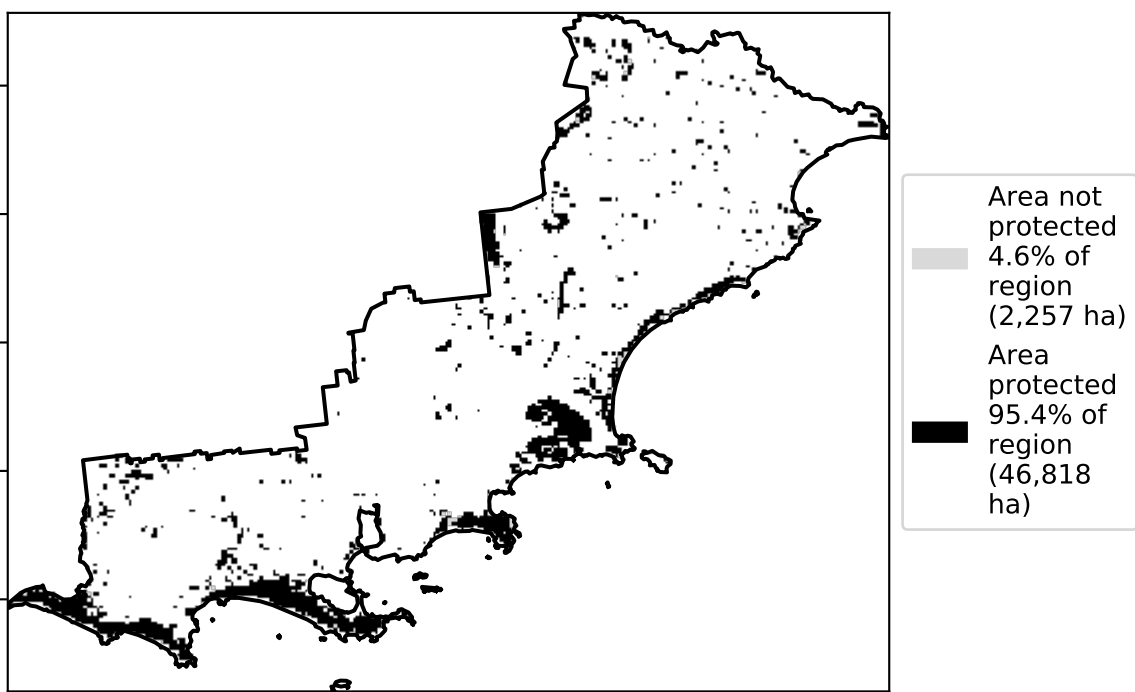 Area not
protected
4.6% of
region
(2,257 ha)
Area
protected
95.4% of
region
(46,818
ha)